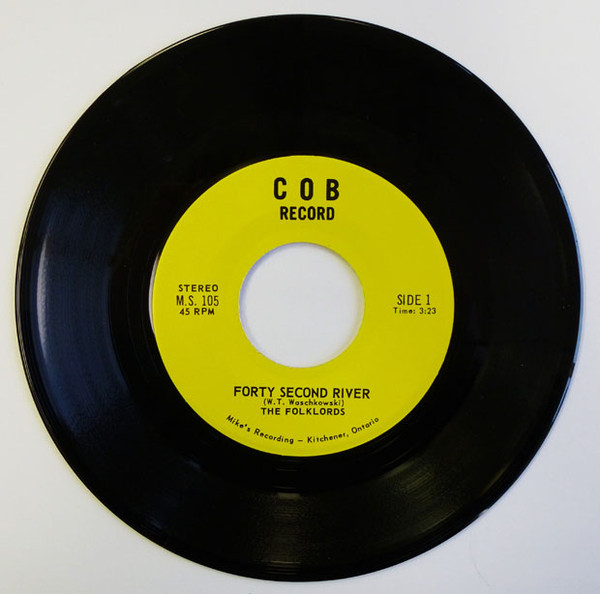 COB
RECORD
STEREO
M.S. 105
45 RPM
SIDE 1
Time: 3:23
FORTY SECOND RIVER
(W.T. Waschkowski)
THE FOLKLORDS
Mike's Recording – Kitchener, Ontario